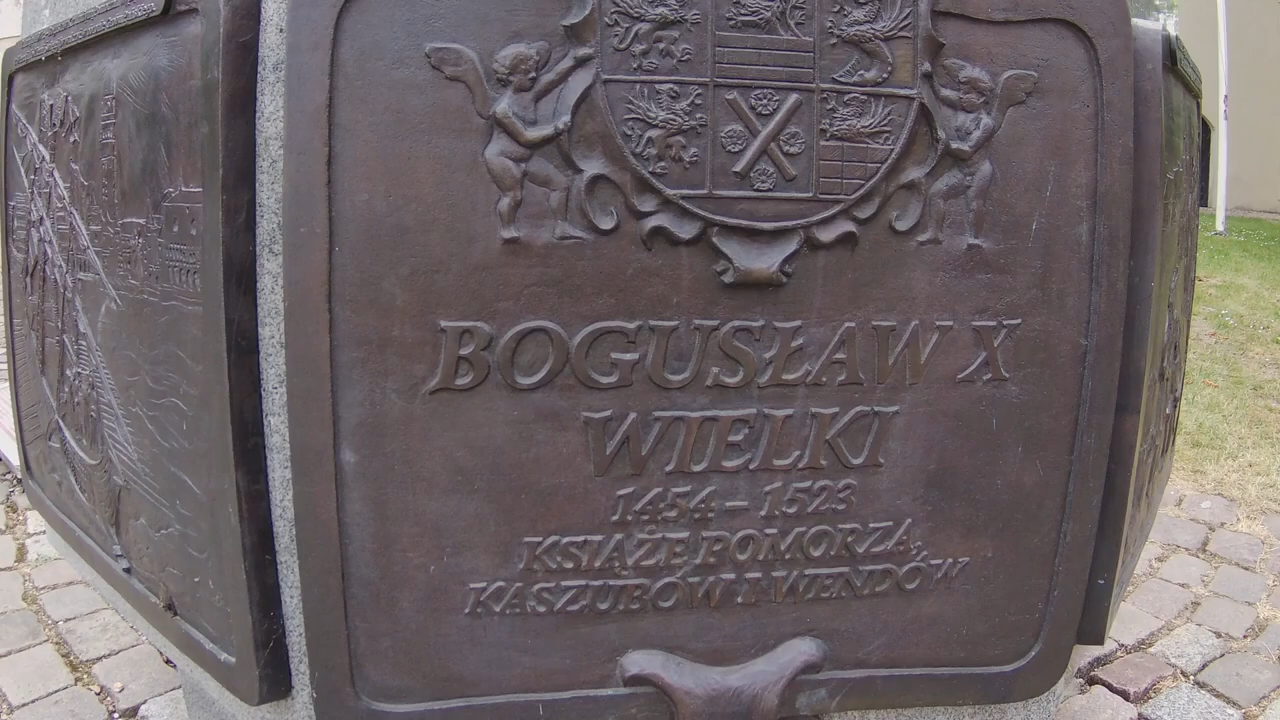 BOGUSŁAW X
WIELKI
1454 – 1523
KSIĄŻĘ POMORZA,
KASZUBÓW I WENDÓW